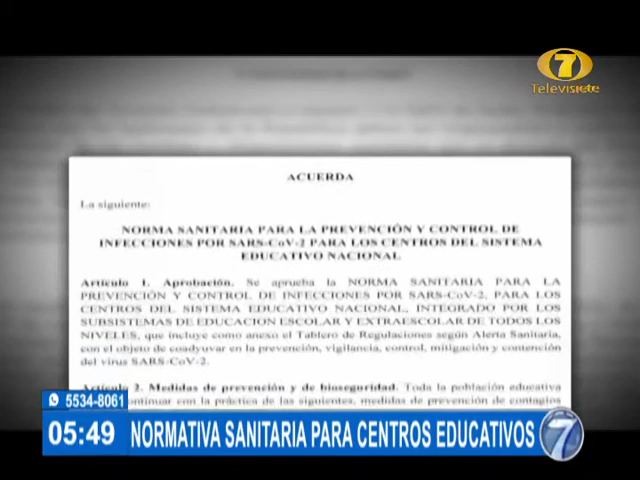 7
Televisiete
ACUERDA
La siguiente:
NORMA SANITARIA PARA LA PREVENCIÓN Y CONTROL DE
INFECCIONES POR SARS-CoV-2 PARA LOS CENTROS DEL SISTEMA
EDUCATIVO NACIONAL
Artículo 1. Aprobación. Se aprueba la NORMA SANITARIA PARA LA
PREVENCIÓN Y CONTROL DE INFECCIONES POR SARS-CoV-2, PARA LOS
CENTROS DEL SISTEMA EDUCATIVO NACIONAL, INTEGRADO POR LOS
SUBSISTEMAS DE EDUCACION ESCOLAR Y EXTRAESCOLAR DE TODOS LOS
NIVELES, que incluye como anexo el Tablero de Regulaciones según Alerta Sanitaria,
con el objeto de coadyuvar en la prevención, vigilancia, control, mitigación y contención
del virus SARS-CoV-2.
Artículo 2. Medidas de prevención y de bioseguridad. Toda la población educativa
continuar con la práctica de las siguientes, medidas de prevención de contagios
5534-8061
05:49
NORMATIVA SANITARIA PARA CENTROS EDUCATIVOS
7